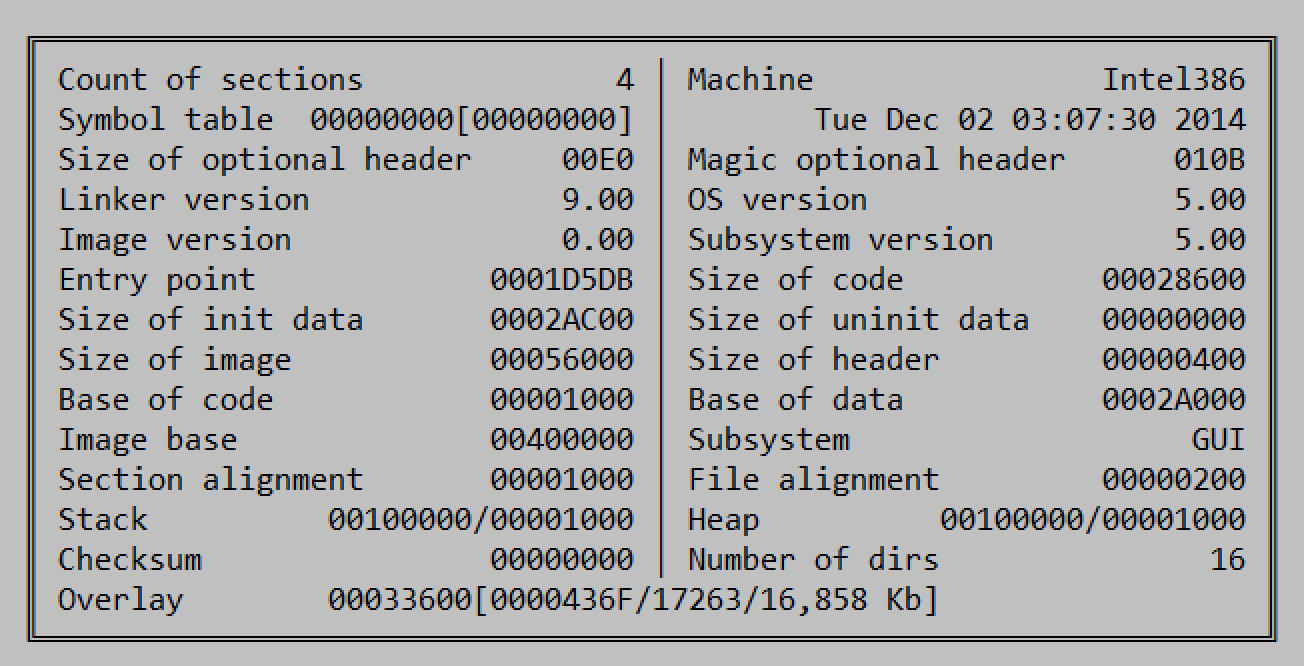 Count of sections 4 Machine Intel386
Symbol table 00000000[00000000] Tue Dec 02 03:07:30 2014
Size of optional header 00E0 Magic optional header 010B
Linker version 9.00 OS version 5.00
Image version 0.00 Subsystem version 5.00
Entry point 0001D5DB Size of code 00028600
Size of init data 0002AC00 Size of uninit data 00000000
Size of image 00056000 Size of header 00000400
Base of code 00001000 Base of data 0002A000
Image base 00400000 Subsystem GUI
Section alignment 00001000 File alignment 00000200
Stack 00100000/00001000 Heap 00100000/00001000
Checksum 00000000 Number of dirs 16
Overlay 00033600[0000436F/17263/16,858 Kb]